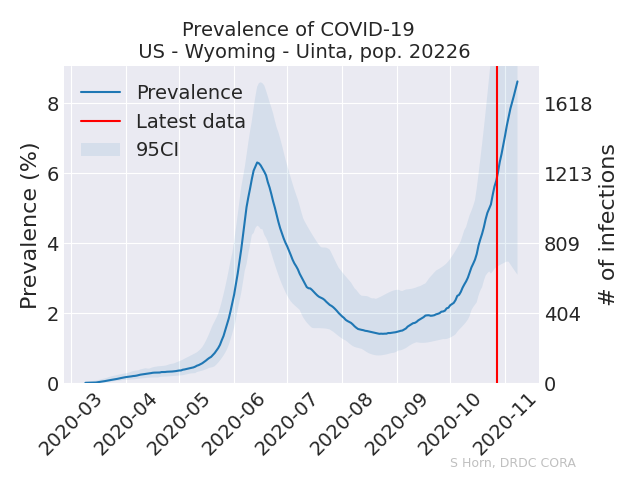 Prevalence of COVID-19
US - Wyoming - Uinta, pop. 20226
Prevalence
Latest data
95CI
Prevalence (%)
8
6
4
2
0
1618
1213
809
404
0
# of infections
2020-03
2020-04
2020-05
2020-06
2020-07
2020-08
2020-09
2020-10
2020-11
S Horn, DRDC CORA